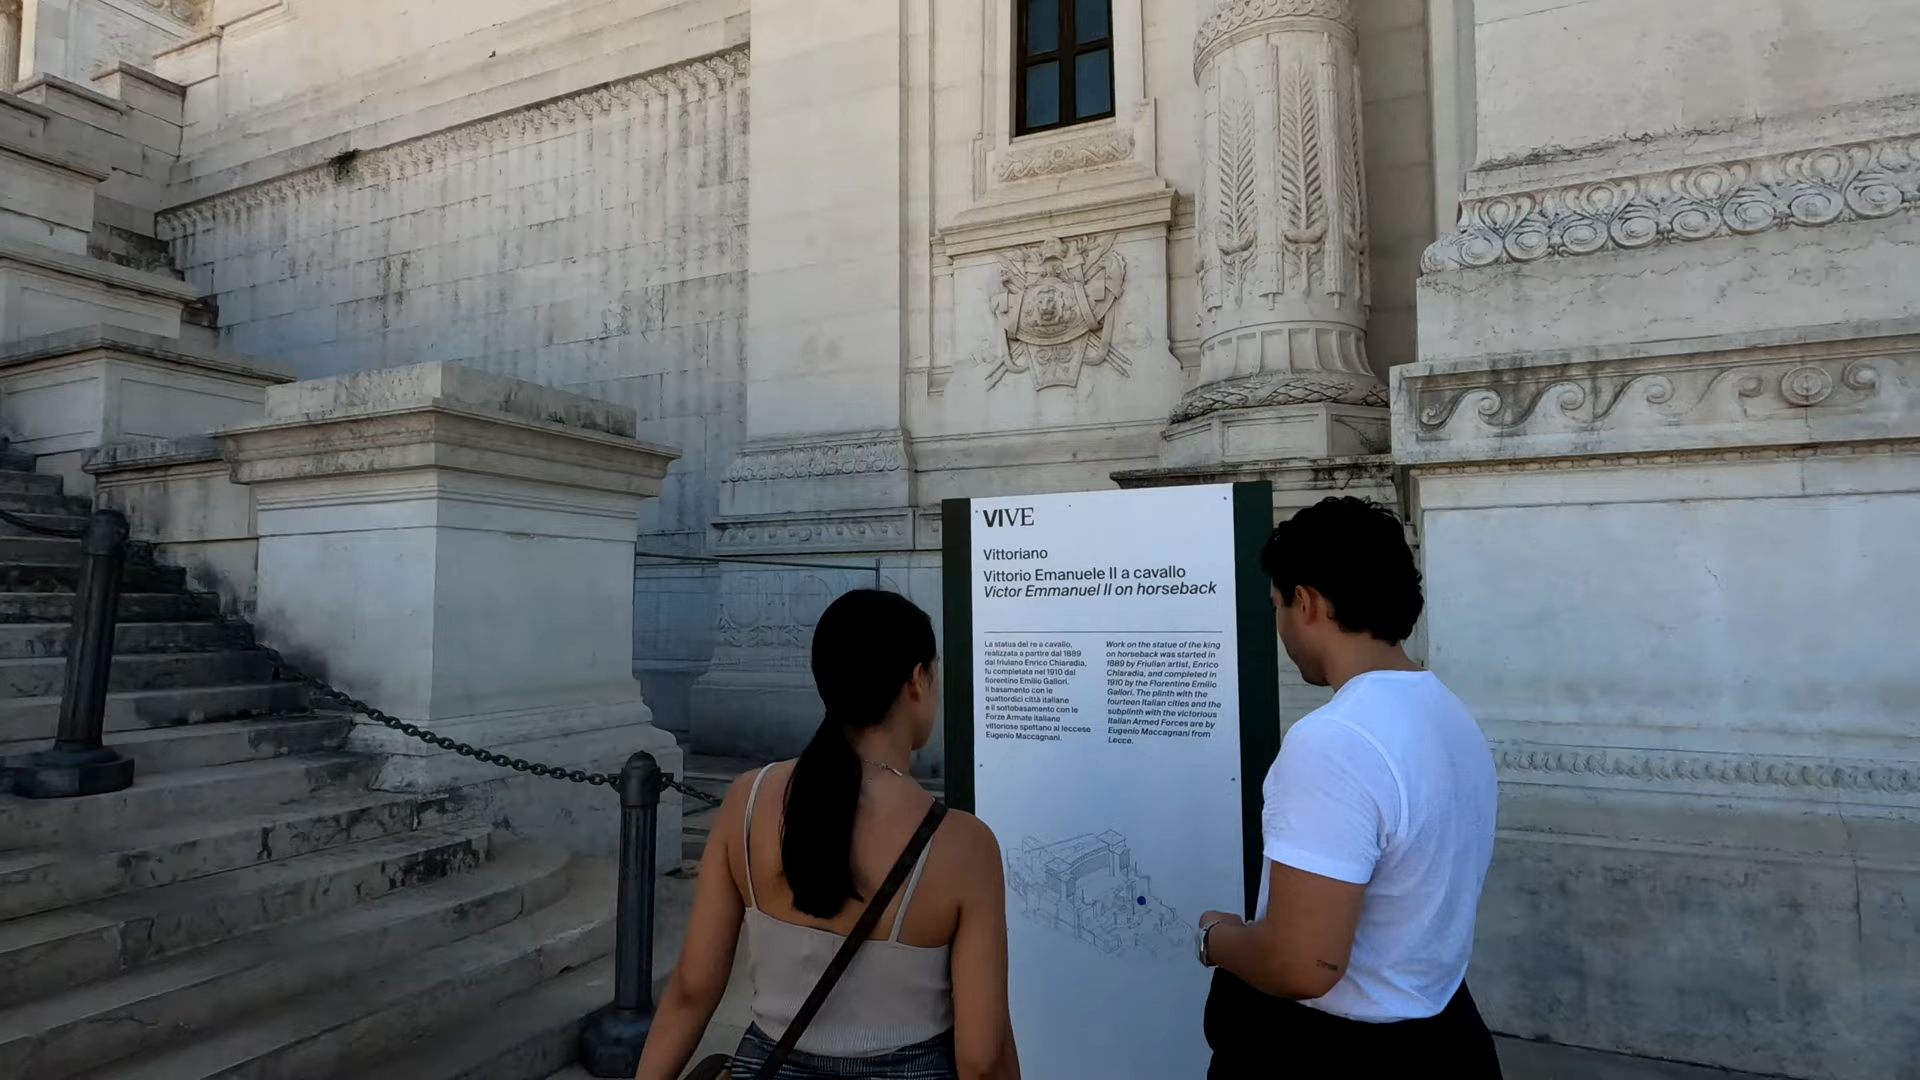 VIVE
Vittoriano
Vittorio Emanuele II a cavallo
Victor Emmanuel II on horseback
La statua del re a cavallo,
realizzata a partire dal 1889
dal friulano Enrico Chiaradia,
fu completata nel 1910 dal
fiorentino Emilio Gallori.
Il basamento con le
quattordici città italiane
e il sottobasamento con le
Forze Armate italiane
vittoriose spettano al leccese
Eugenio Maccagnani.
Work on the statue of the king
on horseback was started in
1889 by Friulian artist, Enrico
Chiaradia, and completed in
1910 by the Florentine Emilio
Gallori. The plinth with the
fourteen Italian cities and the
subplinth with the victorious
Italian Armed Forces are by
Eugenio Maccagnani from
Lecce.